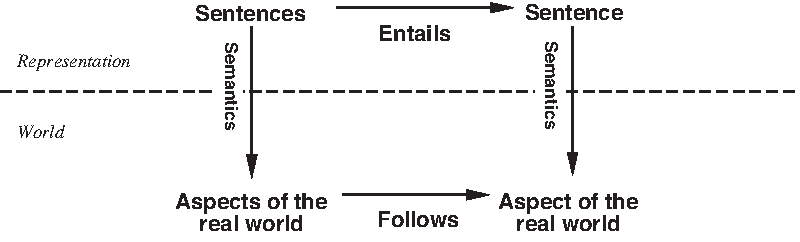 Sentences
Entails
Sentence
Representation
Semantics
Semantics
World
Aspects of the
real world
Follows
Aspect of the
real world